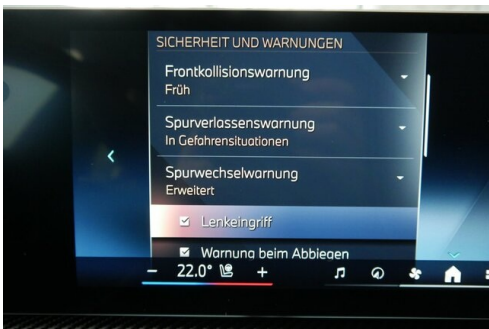 SICHERHEIT UND WARNUNGEN
Frontkollisionswarnung
Früh
Spurverlassenswarnung
In Gefahrensituationen
Spurwechselwarnung
Erweitert
Lenkeingriff
Warnung beim Abbiegen
- 22.0° +